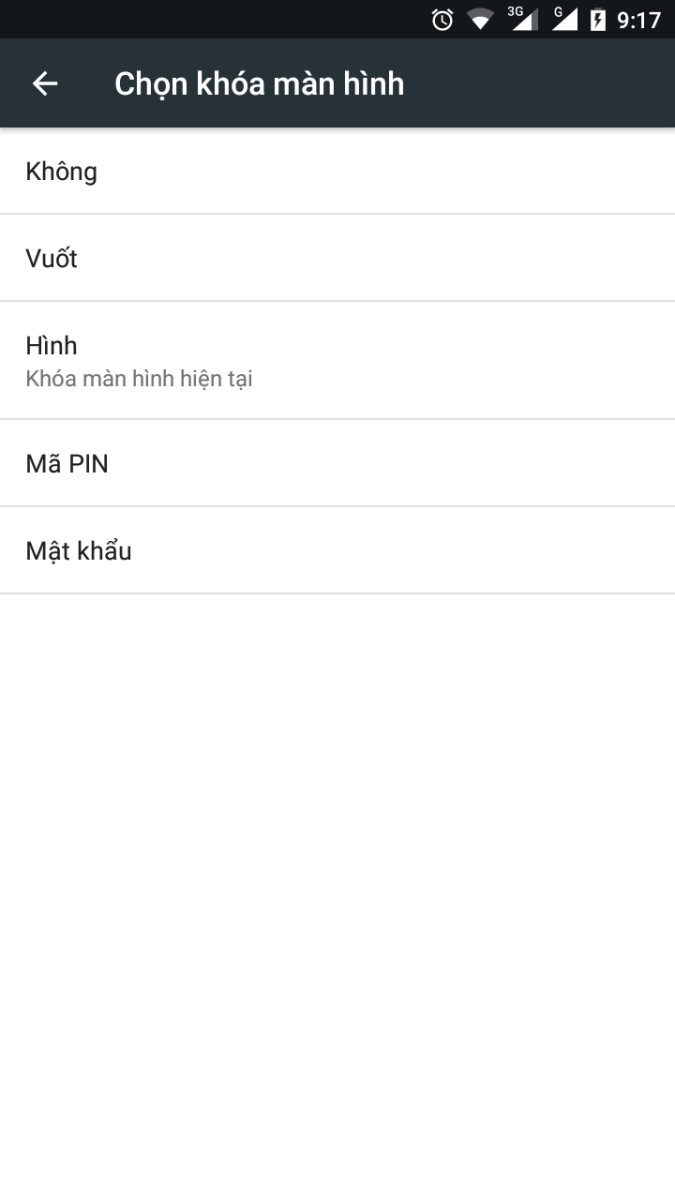 3G G 9:17
Chọn khóa màn hình
Không
Vuốt
Hình
Khóa màn hình hiện tại
Mã PIN
Mật khẩu